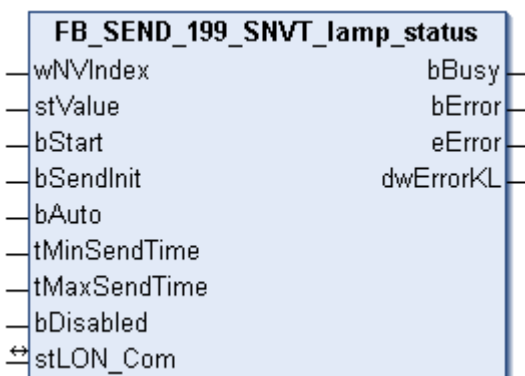 FB_SEND_199_SNVT_lamp_status
wNVIndex bBusy
stValue bError
bStart eError
bSendInit dwErrorKL
bAuto
tMinSendTime
tMaxSendTime
bDisabled
stLON_Com